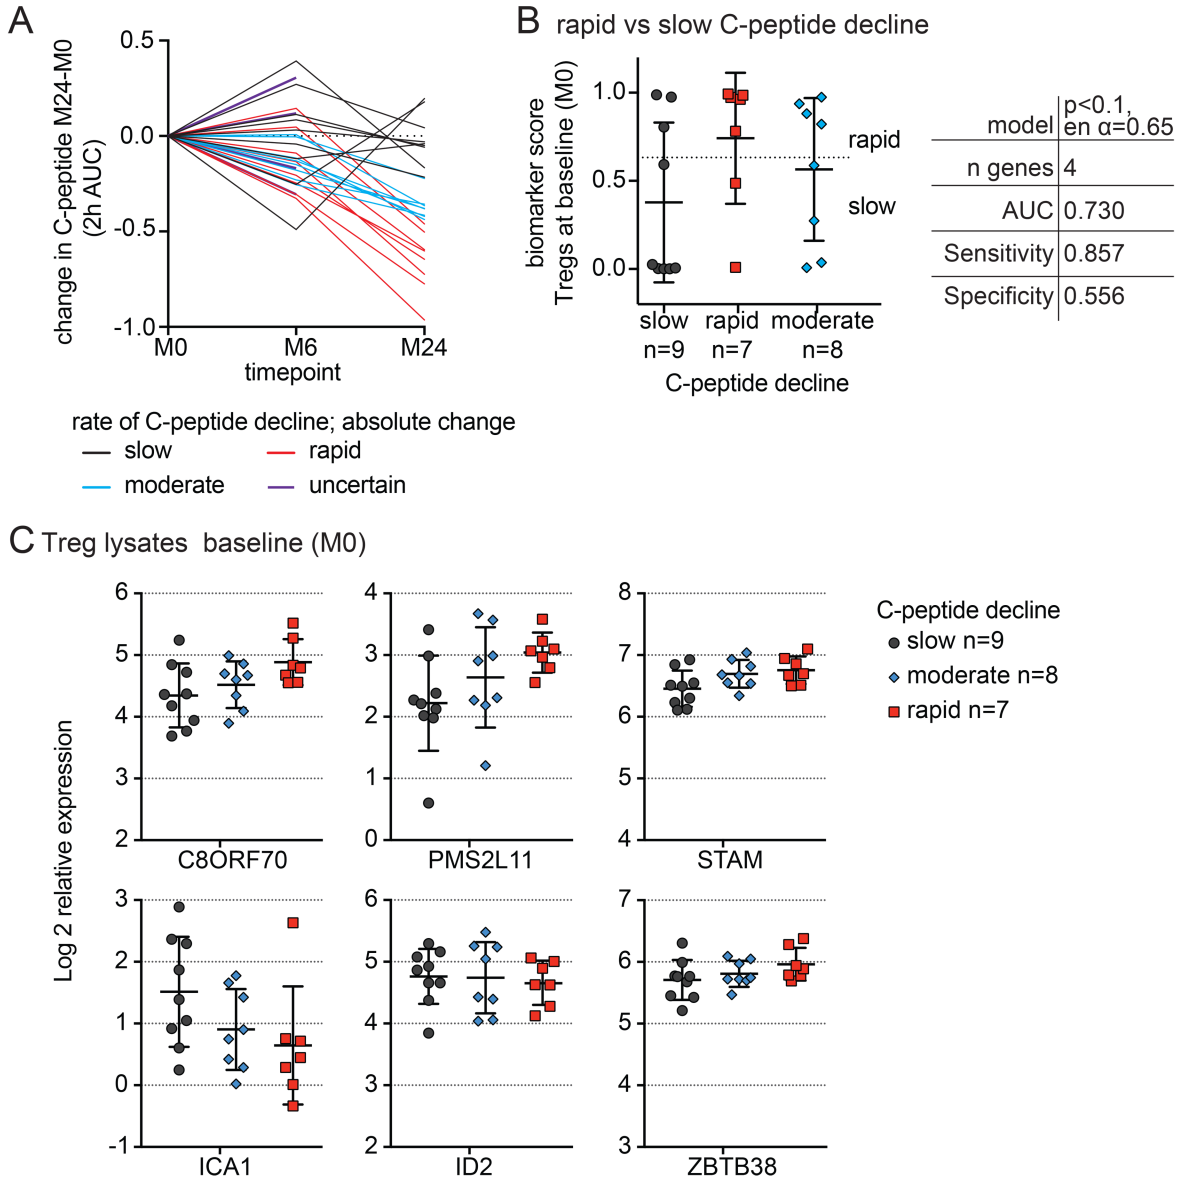 A
change in C-peptide M24-M0
(2h AUC)
0.5
0.0
-0.5
-1.0
M0 M6 M24
timepoint
rate of C-peptide decline; absolute change
slow rapid
moderate uncertain
B rapid vs slow C-peptide decline
biomarker score
Tregs at baseline (M0)
1.0
0.5
0.0
rapid
slow
slow rapid moderate
n=9 n=7 n=8
C-peptide decline
model p<0.1,
en α=0.65
n genes 4
AUC 0.730
Sensitivity 0.857
Specificity 0.556
C Treg lysates baseline (M0)
Log 2 relative expression
6
5
4
3
2
C8ORF70
4
3
2
1
0
PMS2L11
8
7
6
5
4
STAM
C-peptide decline
slow n=9
moderate n=8
rapid n=7
3
2
1
0
-1
ICA1
6
5
4
3
2
ID2
7
6
5
4
3
ZBTB38